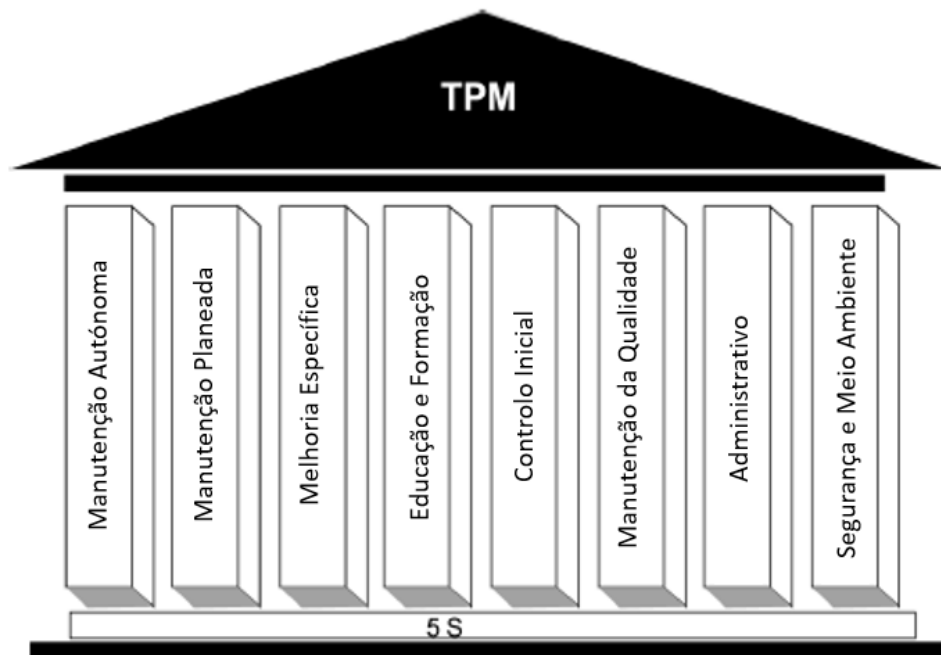 TPM
Manutenção Autónoma
Manutenção Planeada
Melhoria Específica
Educação e Formação
Controlo Inicial
Manutenção da Qualidade
Administrativo
Segurança e Meio Ambiente
5 S